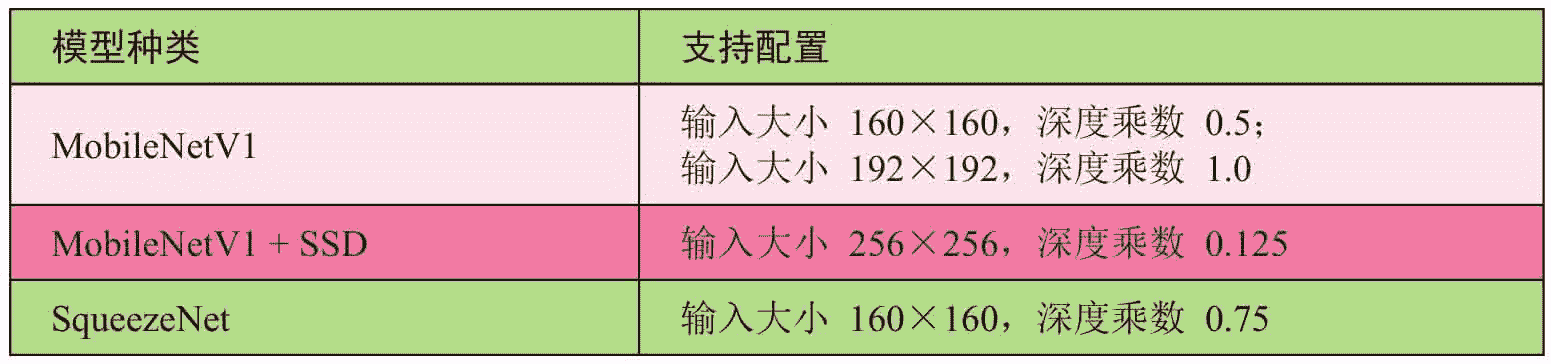 模型种类 支持配置
MobileNetV1 输入大小 160×160，深度乘数 0.5；
输入大小 192×192，深度乘数 1.0
MobileNetV1 + SSD 输入大小 256×256，深度乘数 0.125
SqueezeNet 输入大小 160×160，深度乘数 0.75